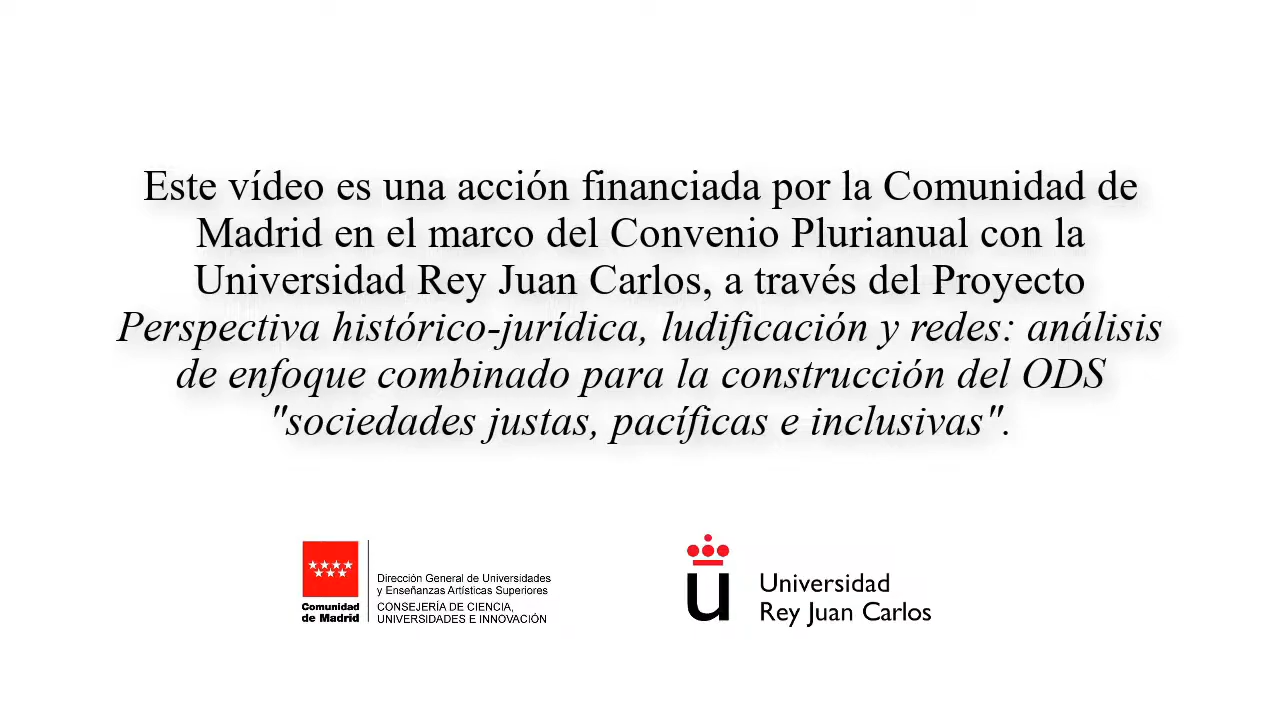 Este vídeo es una acción financiada por la Comunidad de
Madrid en el marco del Convenio Plurianual con la
Universidad Rey Juan Carlos, a través del Proyecto
Perspectiva histórico-jurídica, ludificación y redes: análisis
de enfoque combinado para la construcción del ODS
"sociedades justas, pacíficas e inclusivas".
Comunidad
de Madrid
Dirección General de Universidades
y Enseñanzas Artísticas Superiores
CONSEJERÍA DE CIENCIA,
UNIVERSIDADES E INNOVACIÓN
u
Universidad
Rey Juan Carlos